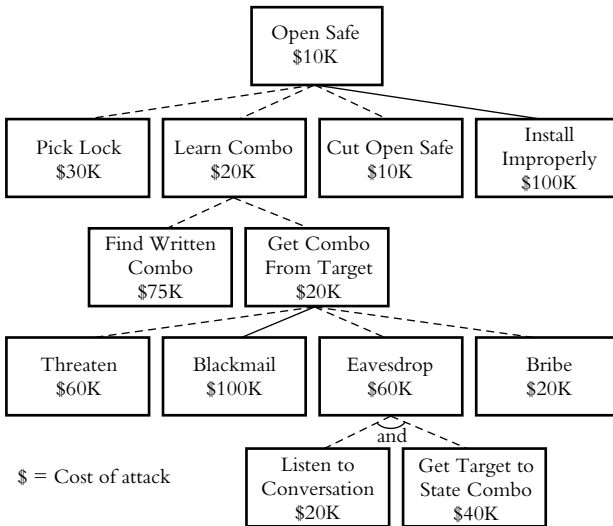 Open Safe
$10K
Pick Lock
$30K
Learn Combo
$20K
Cut Open Safe
$10K
Install
Improperly
$100K
Find Written
Combo
$75K
Get Combo
From Target
$20K
Threaten
$60K
Blackmail
$100K
Eavesdrop
$60K
Bribe
$20K
and
$ = Cost of attack
Listen to
Conversation
$20K
Get Target to
State Combo
$40K